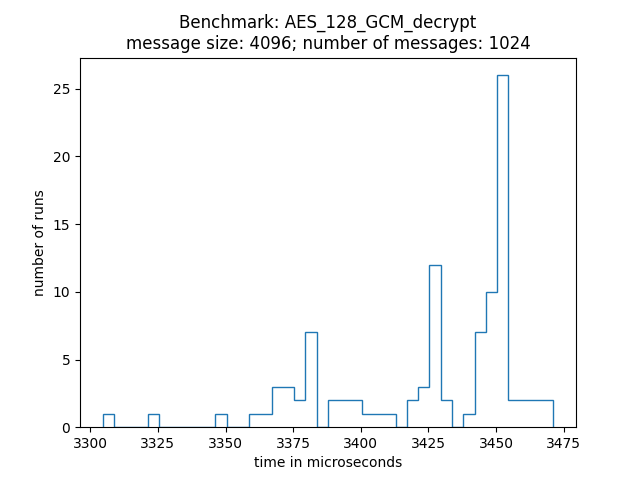 Benchmark: AES_128_GCM_decrypt
message size: 4096; number of messages: 1024
25
20
15
10
5
0
number of runs
3300 3325 3350 3375 3400 3425 3450 3475
time in microseconds